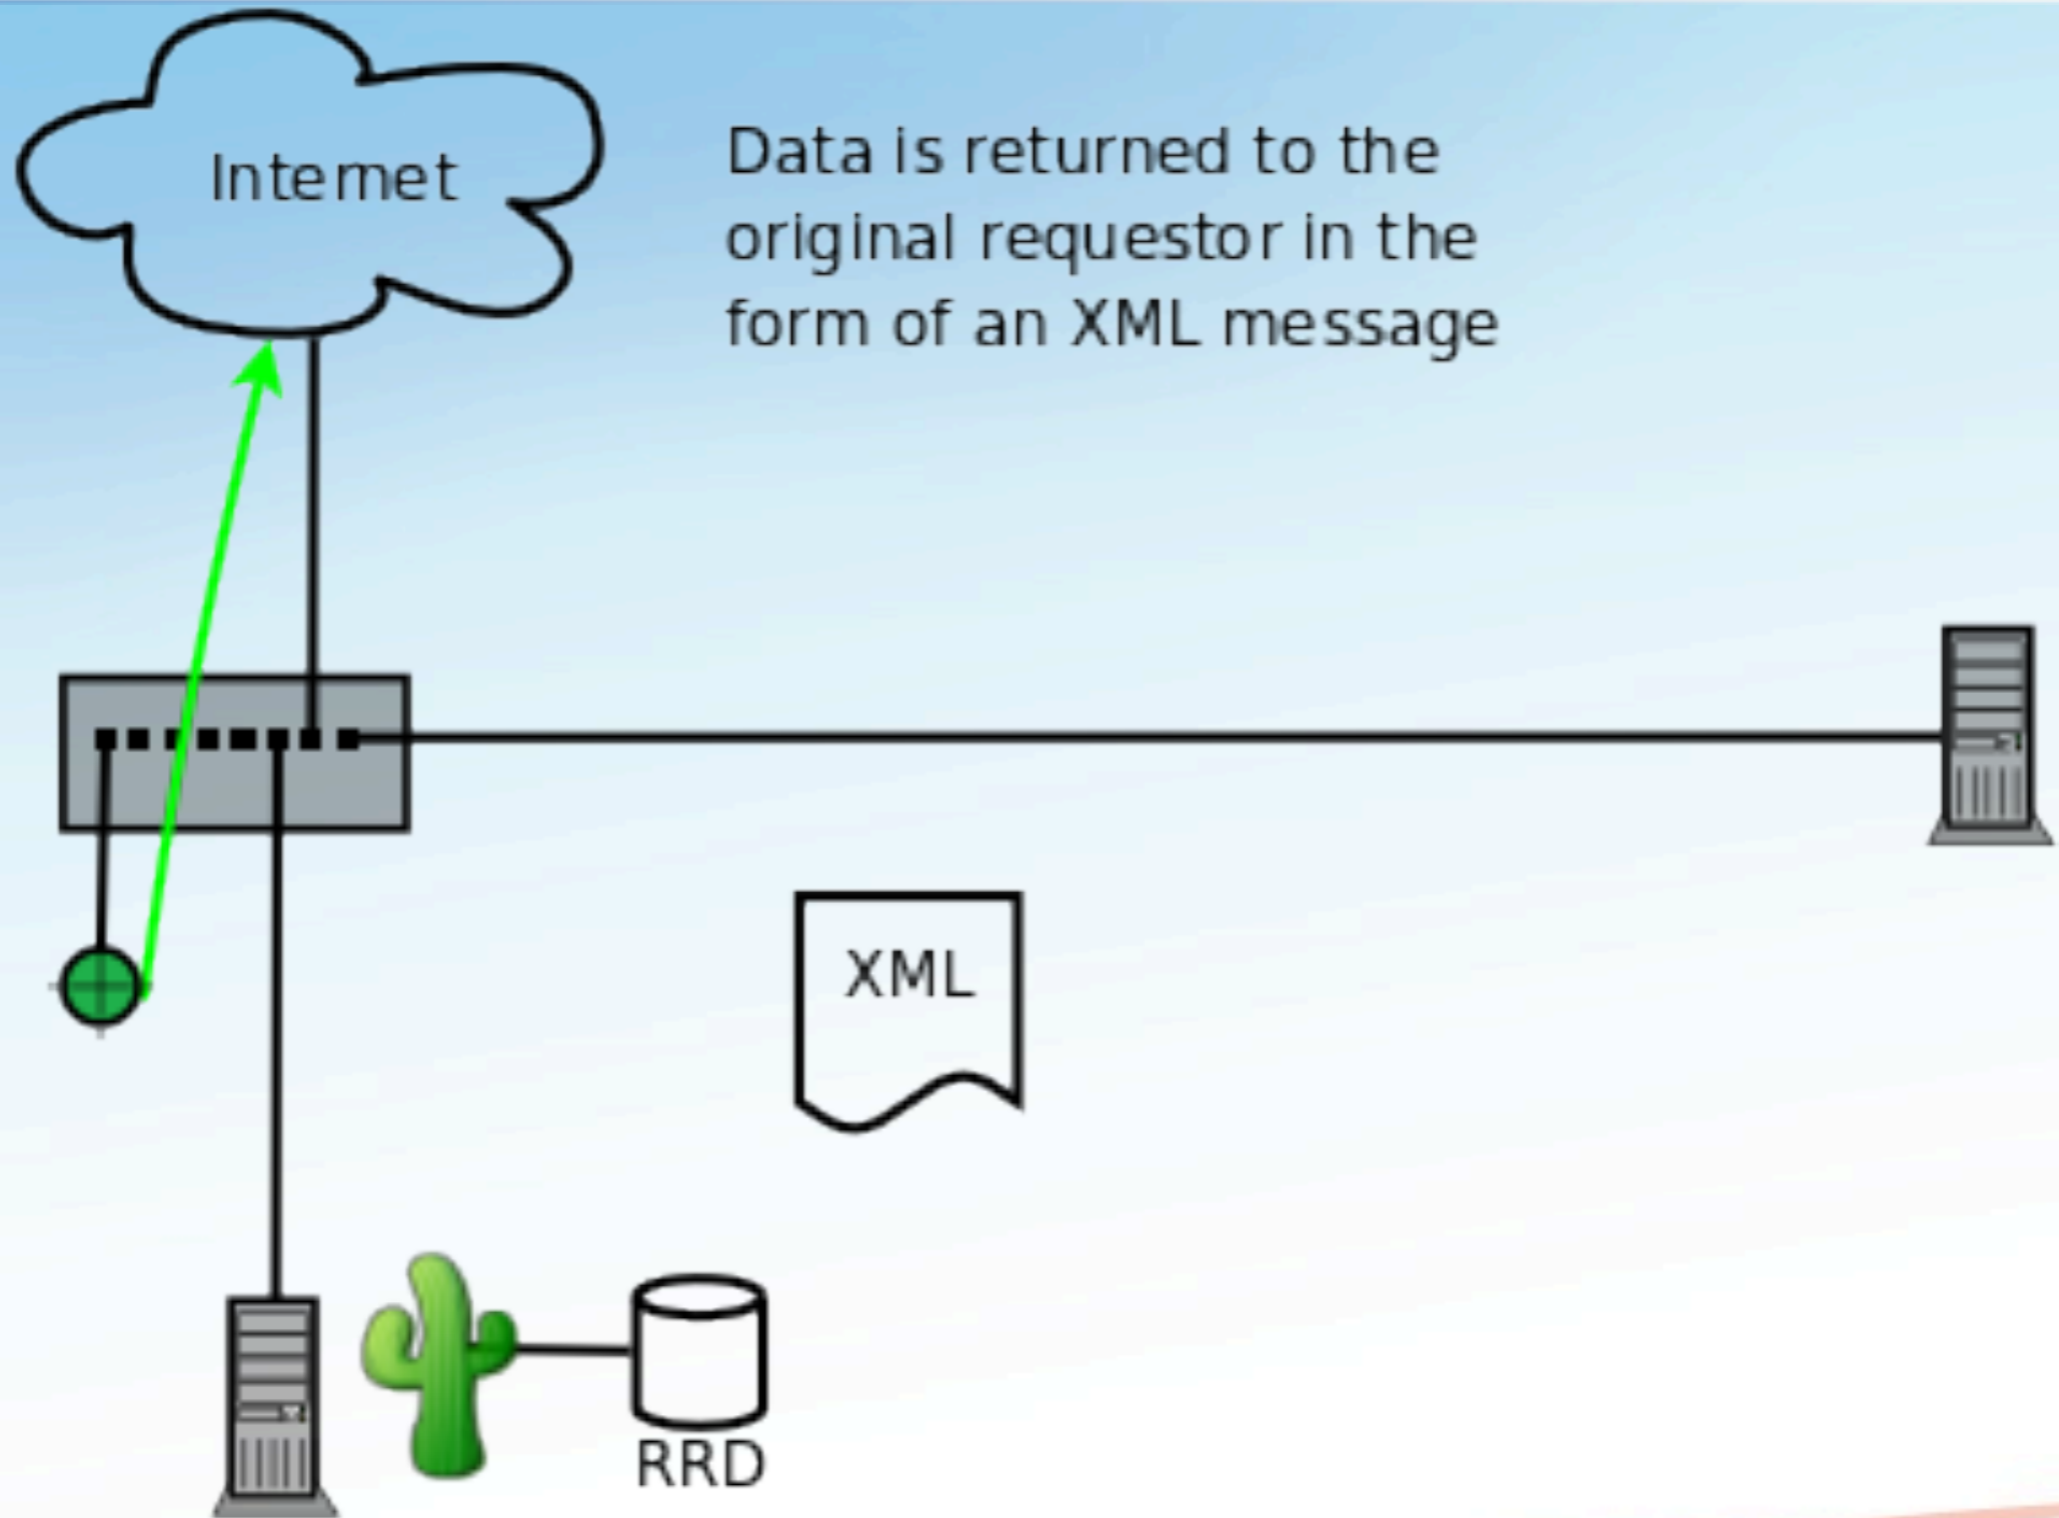 Internet
Data is returned to the
original requestor in the
form of an XML message
XML
RRD